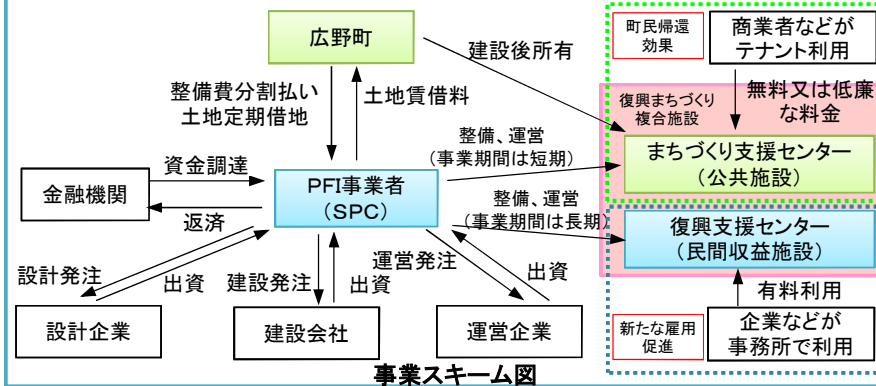 広野町
町民帰還
効果
商業者などが
テナント利用
建設後所有
整備費分割払い
土地定期借地
土地賃借料
復興まちづくり
複合施設
無料又は低廉
な料金
整備、運営
(事業期間は短期)
まちづくり支援センター
(公共施設)
資金調達
金融機関
返済
PFI事業者
(SPC)
整備、運営
(事業期間は長期)
復興支援センター
(民間収益施設)
設計発注
出資
建設発注
出資
運営発注
出資
有料利用
設計企業
建設会社
運営企業
新たな雇用
促進
企業などが
事務所で利用
事業スキーム図